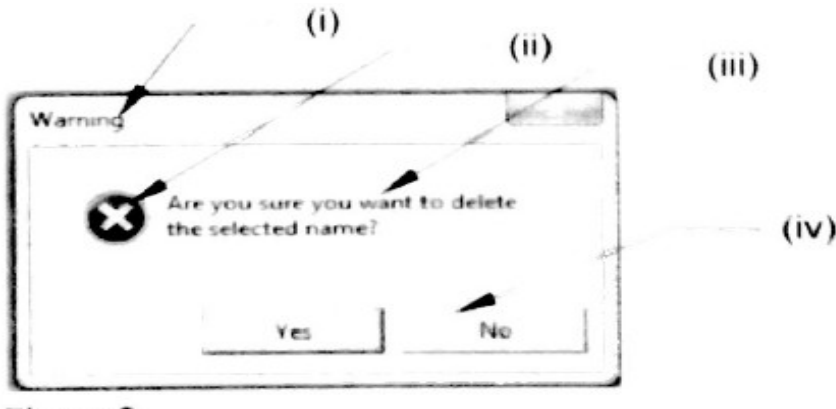 (i)
(ii)
(iii)
Warning
Are you sure you want to delete
the selected name?
(iv)
Yes No